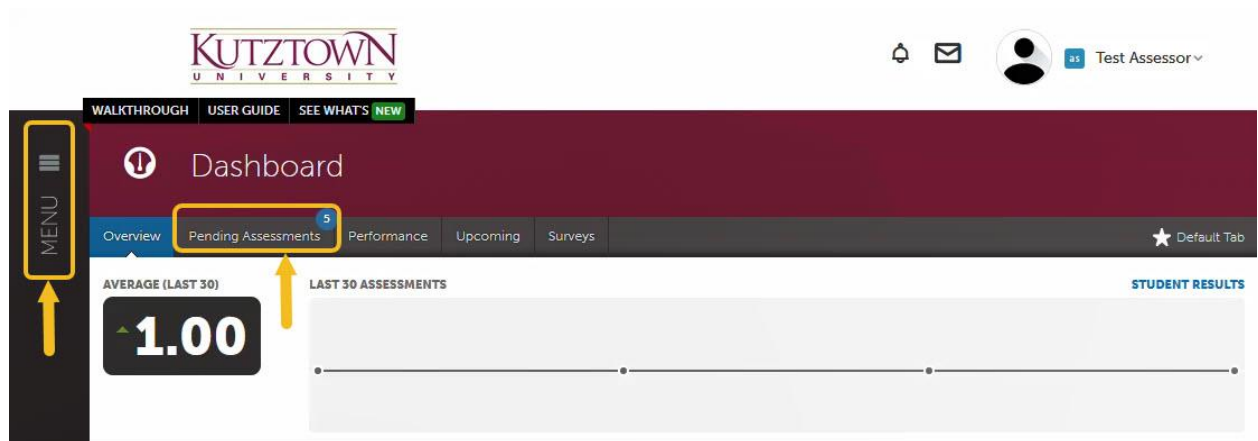 KUTZTOWN
UNIVERSITY
as Test Assessor
WALKTHROUGH USER GUIDE SEE WHAT'S NEW
MENU
Dashboard
Overview Pending Assessments 5 Performance Upcoming Surveys Default Tab
AVERAGE (LAST 30) LAST 30 ASSESSMENTS STUDENT RESULTS
1.00